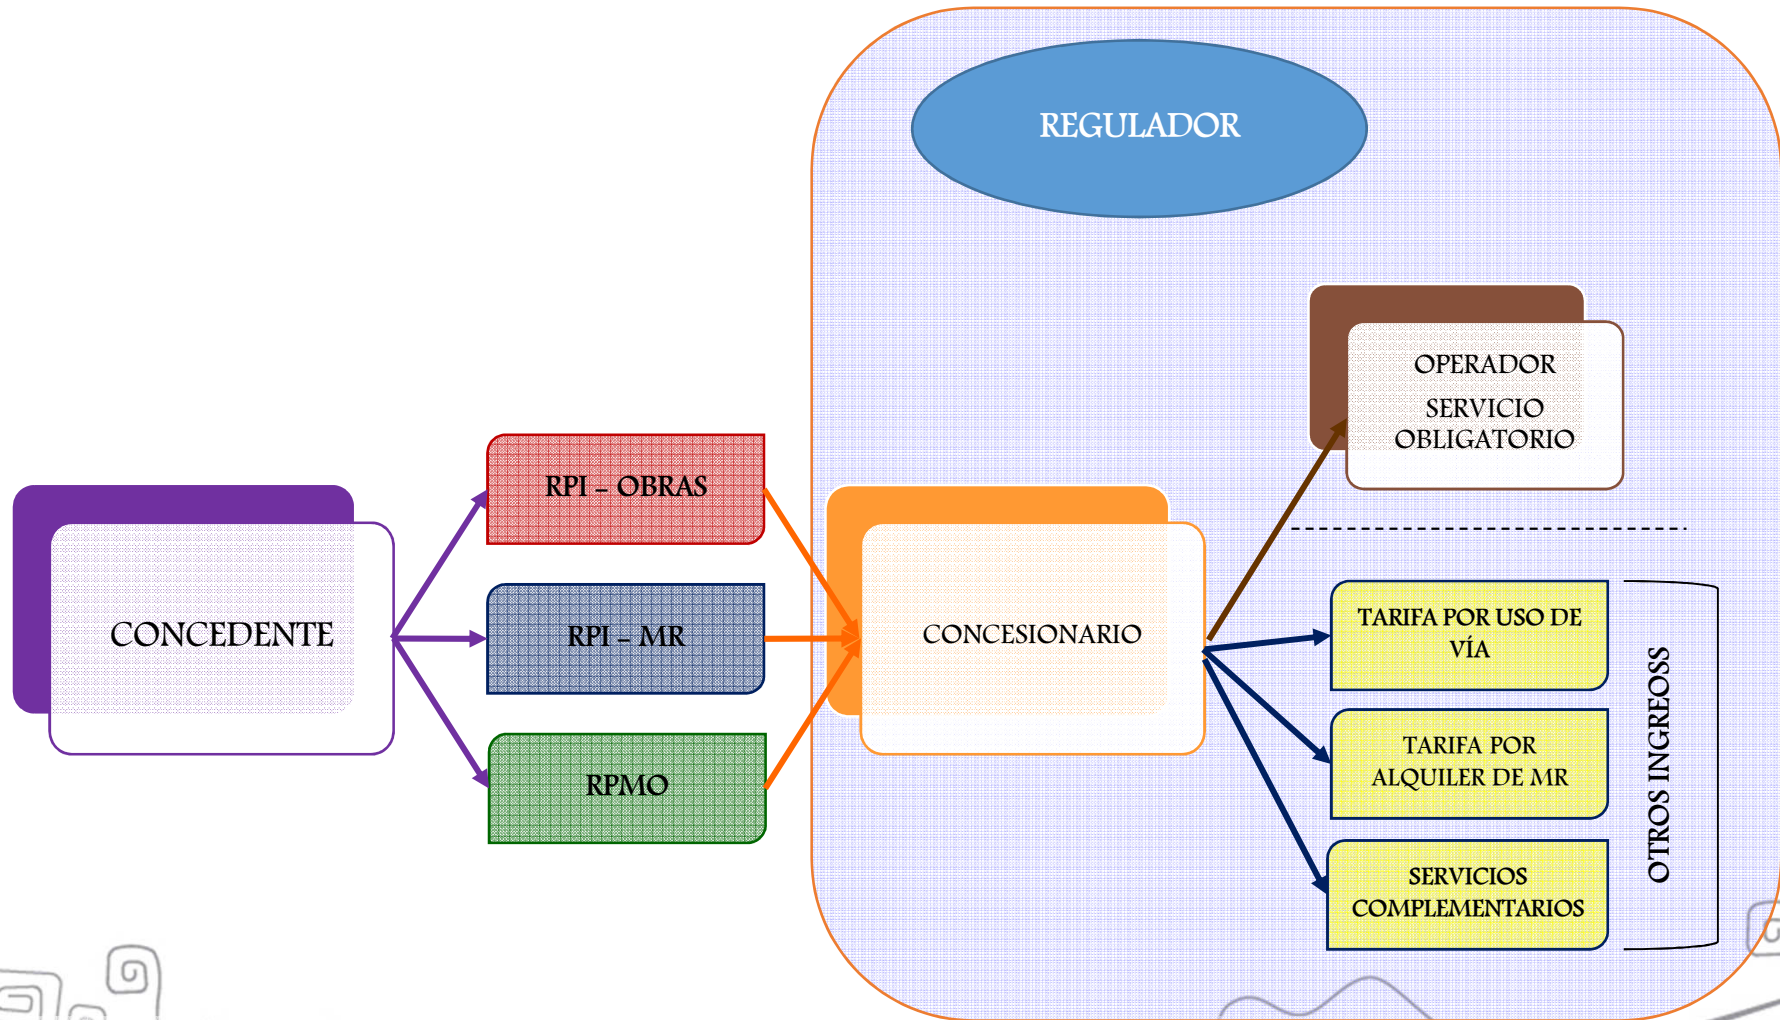 REGULADOR
OPERADOR
SERVICIO
OBLIGATORIO
RPI – OBRAS
CONCEDENTE
RPI – MR
CONCESIONARIO
RPMO
TARIFA POR USO DE
VÍA
TARIFA POR
ALQUILER DE MR
SERVICIOS
COMPLEMENTARIOS
OTROS INGREOSS